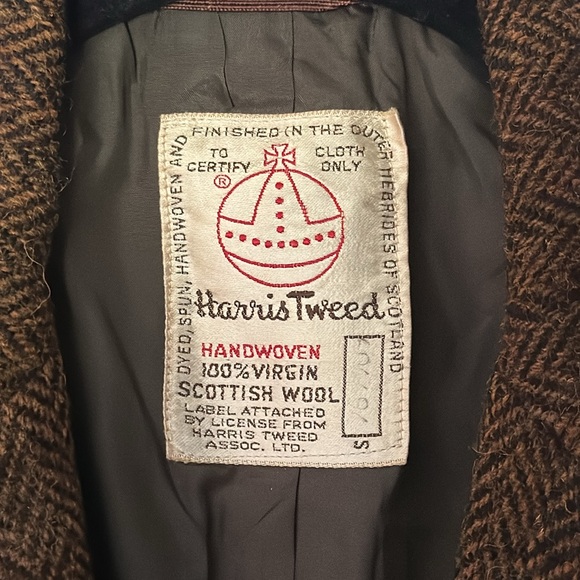 DYED, SPUN, HANDWOVEN AND FINISHED IN THE OUTER HEBRIDES OF SCOTLAND
TO CERTIFY
CLOTH ONLY
®
Harris Tweed
HANDWOVEN
100% VIRGIN
SCOTTISH WOOL
LABEL ATTACHED
BY LICENSE FROM
HARRIS TWEED
ASSOC. LTD.
S